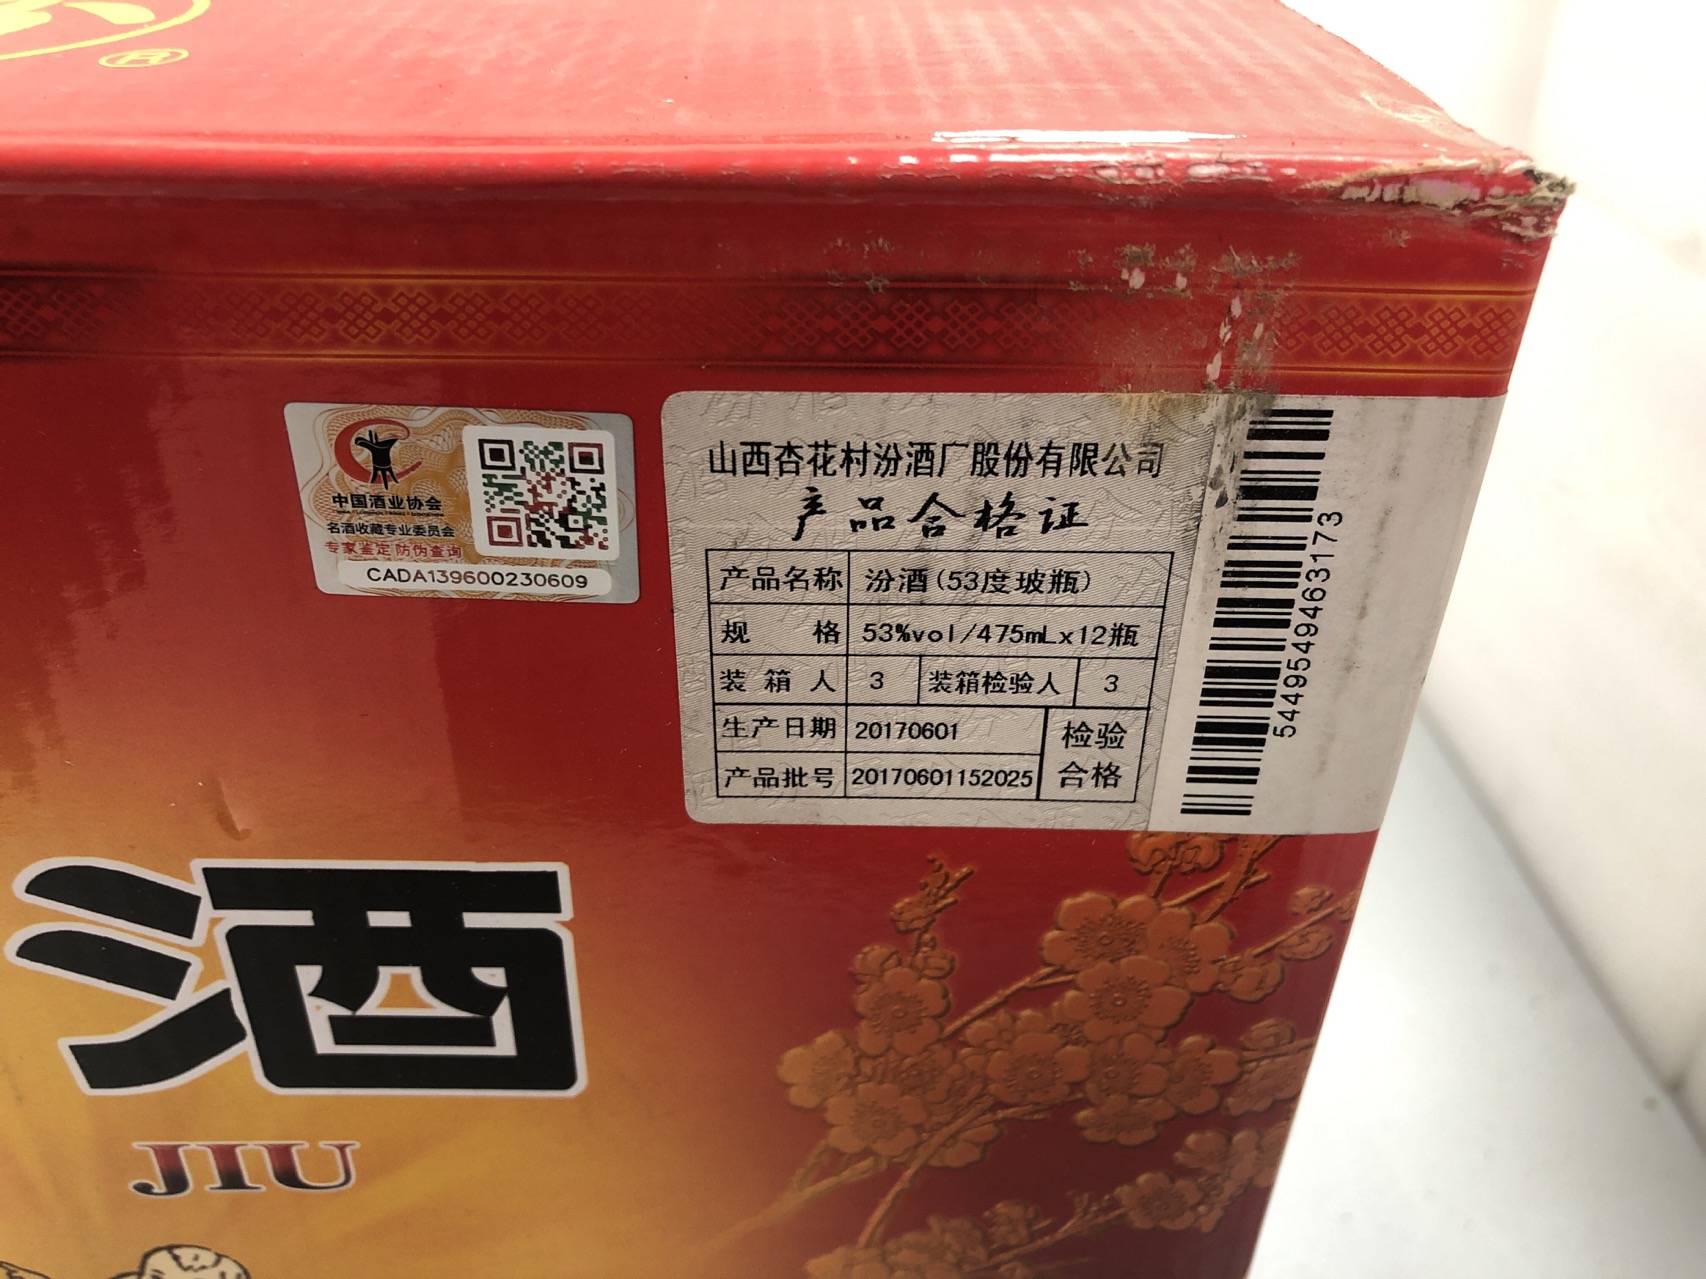 ®
中国酒业协会
名酒收藏专业委员会
专家鉴定 防伪查询
CADA139600230609
山西杏花村汾酒厂股份有限公司
产品合格证
产品名称 汾酒(53度玻瓶)
规 格 53%vol/475mLx12瓶
装箱人 3 装箱检验人 3
生产日期 20170601 检验
产品批号 20170601152025 合格
5449549463173
酒
JIU